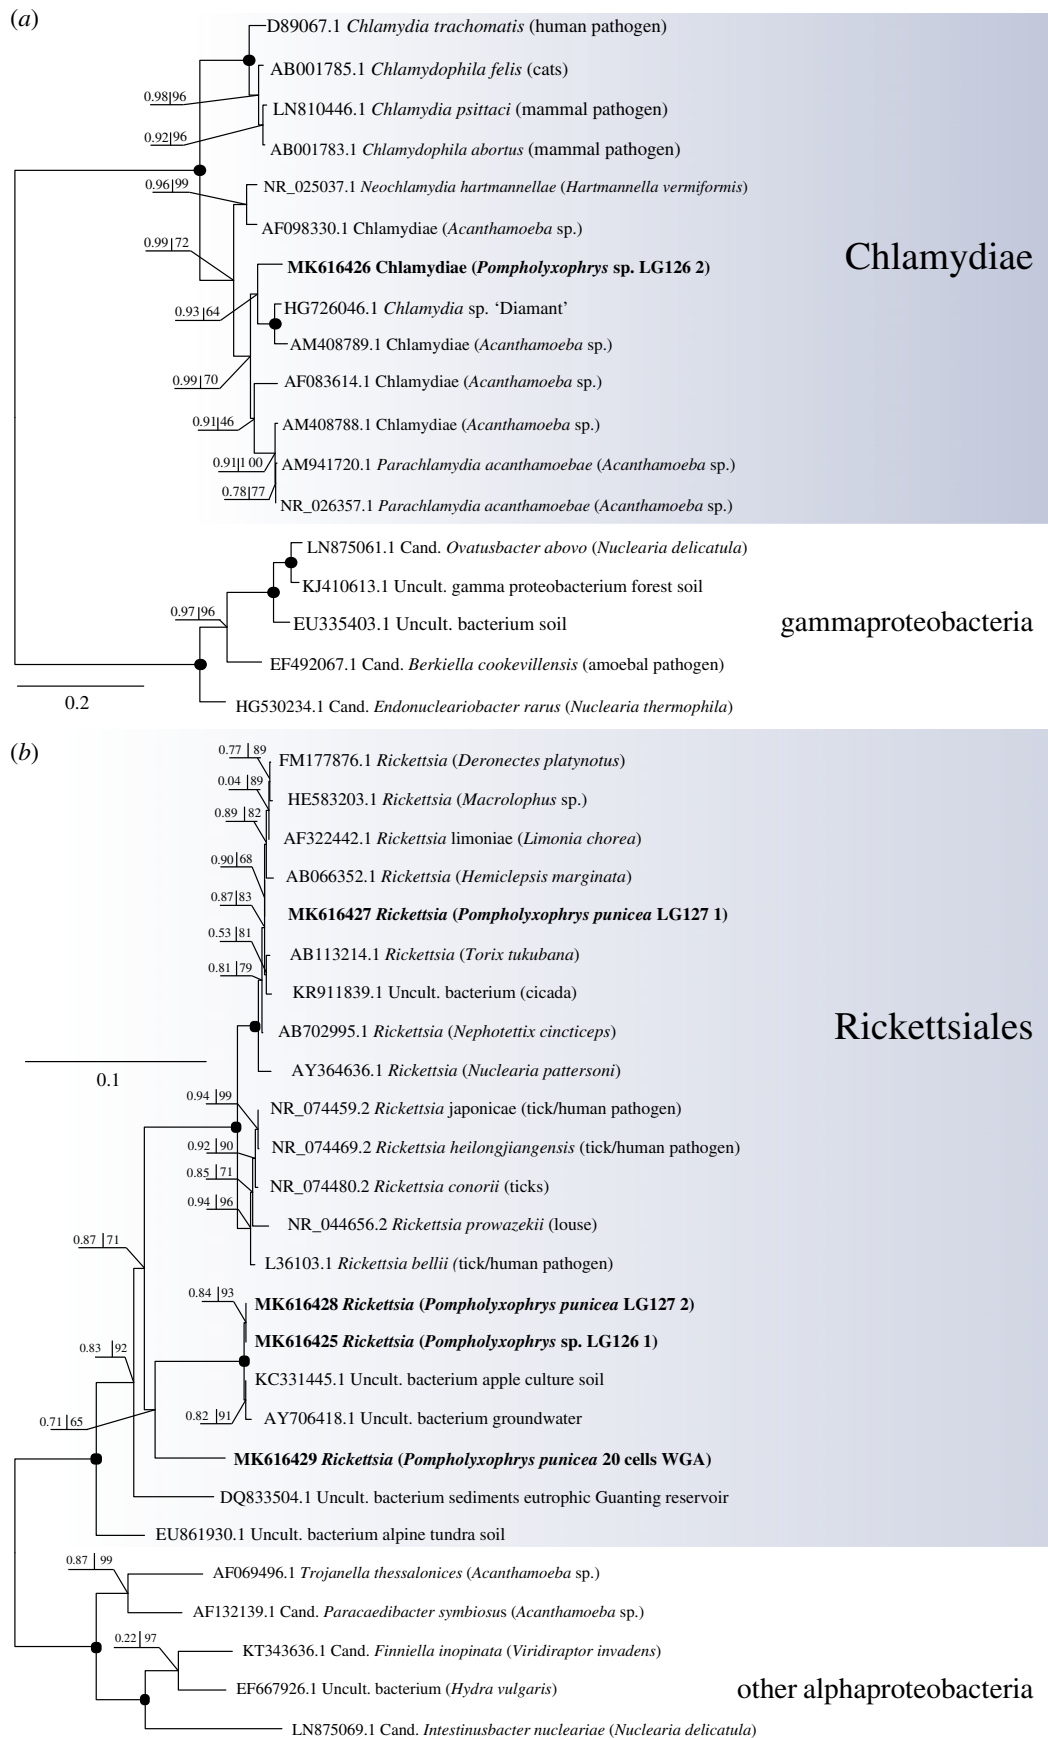 (a)
D89067.1 Chlamydia trachomatis (human pathogen)
AB001785.1 Chlamydophila felis (cats)
0.98|96
LN810446.1 Chlamydia psittaci (mammal pathogen)
0.92|96
AB001783.1 Chlamydophila abortus (mammal pathogen)
0.96|99
NR_025037.1 Neochlamydia hartmannellae (Hartmannella vermiformis)
AF098330.1 Chlamydiae (Acanthamoeba sp.)
0.99|72
Chlamydiae
MK616426 Chlamydiae (Pompholyxophrys sp. LG126 2)
0.93|64
HG726046.1 Chlamydia sp. ‘Diamant’
AM408789.1 Chlamydiae (Acanthamoeba sp.)
0.99|70
AF083614.1 Chlamydiae (Acanthamoeba sp.)
0.91|46
AM408788.1 Chlamydiae (Acanthamoeba sp.)
0.91|1 00
AM941720.1 Parachlamydia acanthamoebae (Acanthamoeba sp.)
0.78|77
NR_026357.1 Parachlamydia acanthamoebae (Acanthamoeba sp.)
LN875061.1 Cand. Ovatusbacter abovo (Nuclearia delicatula)
KJ410613.1 Uncult. gamma proteobacterium forest soil
0.97|96
EU335403.1 Uncult. bacterium soil
gammaproteobacteria
EF492067.1 Cand. Berkiella cookevillensis (amoebal pathogen)
0.2
HG530234.1 Cand. Endonucleariobacter rarus (Nuclearia thermophila)
(b)
0.77|89
FM177876.1 Rickettsia (Deronectes platynotus)
0.04|89
HE583203.1 Rickettsia (Macrolophus sp.)
0.89|82
AF322442.1 Rickettsia limoniae (Limonia chorea)
0.90|68
AB066352.1 Rickettsia (Hemiclepsis marginata)
0.87|83
MK616427 Rickettsia (Pompholyxophrys punicea LG127 1)
0.53|81
AB113214.1 Rickettsia (Torix tukubana)
0.81|79
KR911839.1 Uncult. bacterium (cicada)
Rickettsiales
AB702995.1 Rickettsia (Nephotettix cincticeps)
0.1
AY364636.1 Rickettsia (Nuclearia pattersoni)
0.94|99
NR_074459.2 Rickettsia japonicae (tick/human pathogen)
0.92|90
NR_074469.2 Rickettsia heilongjiangensis (tick/human pathogen)
0.85|71
NR_074480.2 Rickettsia conorii (ticks)
0.94|96
NR_044656.2 Rickettsia prowazekii (louse)
0.87|71
L36103.1 Rickettsia bellii (tick/human pathogen)
0.84|93
MK616428 Rickettsia (Pompholyxophrys punicea LG127 2)
MK616425 Rickettsia (Pompholyxophrys sp. LG126 1)
0.83|92
KC331445.1 Uncult. bacterium apple culture soil
0.71|65
0.82|91
AY706418.1 Uncult. bacterium groundwater
MK616429 Rickettsia (Pompholyxophrys punicea 20 cells WGA)
DQ833504.1 Uncult. bacterium sediments eutrophic Guanting reservoir
EU861930.1 Uncult. bacterium alpine tundra soil
0.87|99
AF069496.1 Trojanella thessalonices (Acanthamoeba sp.)
AF132139.1 Cand. Paracaedibacter symbiosus (Acanthamoeba sp.)
0.22|97
KT343636.1 Cand. Finniella inopinata (Viridiraptor invadens)
EF667926.1 Uncult. bacterium (Hydra vulgaris)
other alphaproteobacteria
LN875069.1 Cand. Intestinusbacter nucleariae (Nuclearia delicatula)